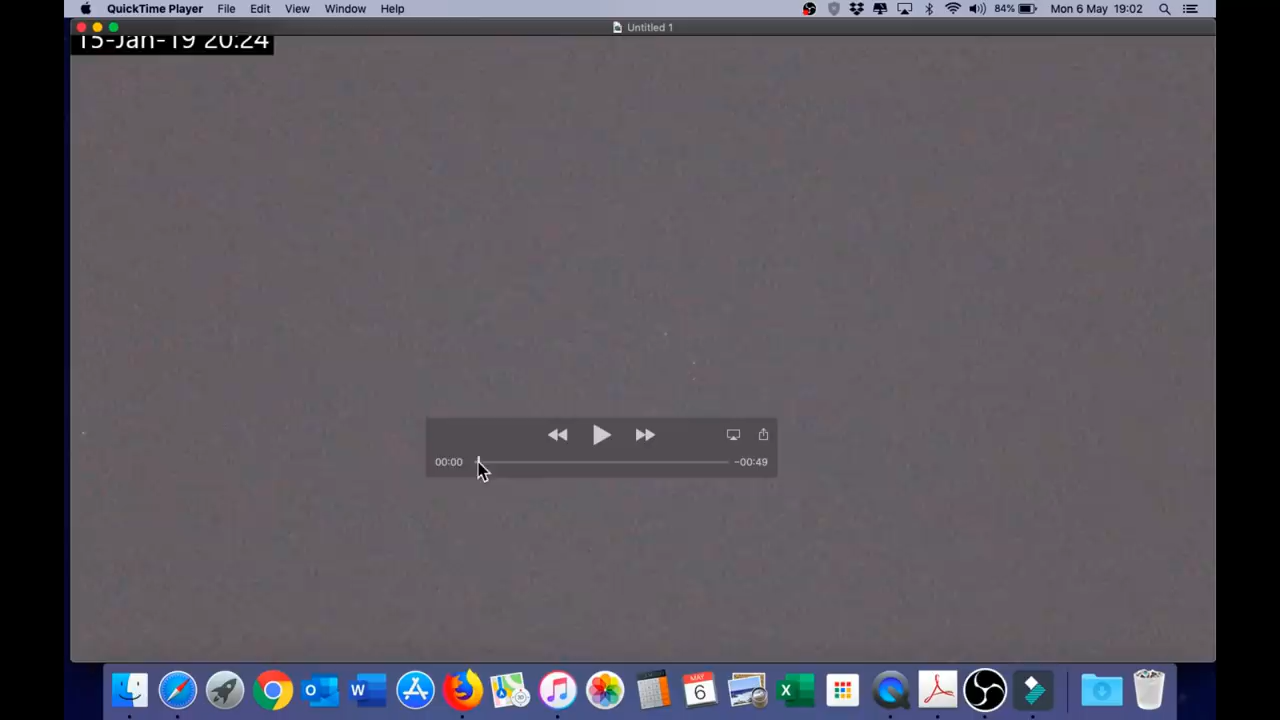 QuickTime Player File Edit View Window Help 84% Mon 6 May 19:02
Untitled 1
15-Jan-19 20:24
00:00 -00:49
MAY
6